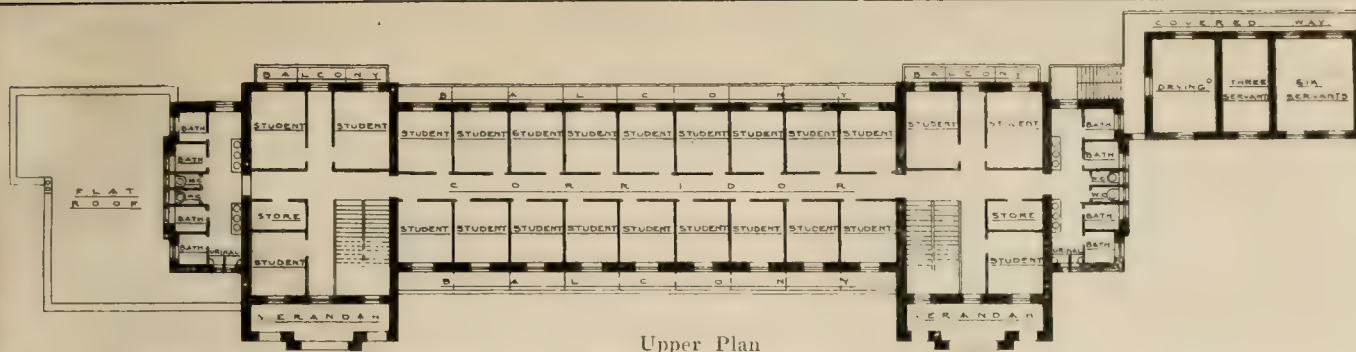 COVERED WAY
DRYING
THREE SERVANTS
SIX SERVANTS
BALCONY
BALCONY
BALCONY
BATH
STUDENT STUDENT
STUDENT STUDENT STUDENT STUDENT STUDENT STUDENT STUDENT STUDENT STUDENT
STUDENT STUDENT
BATH
BATH
BATH
W.C.
W.C.
FLAT
ROOF
CORRIDOR
W.C.
W.C.
BATH
STORE
STUDENT STUDENT STUDENT STUDENT STUDENT STUDENT STUDENT STUDENT STUDENT
STORE
BATH
BATH
URINAL
STUDENT
STUDENT
URINAL
BATH
BALCONY
VERANDAH
VERANDAH
Upper Plan